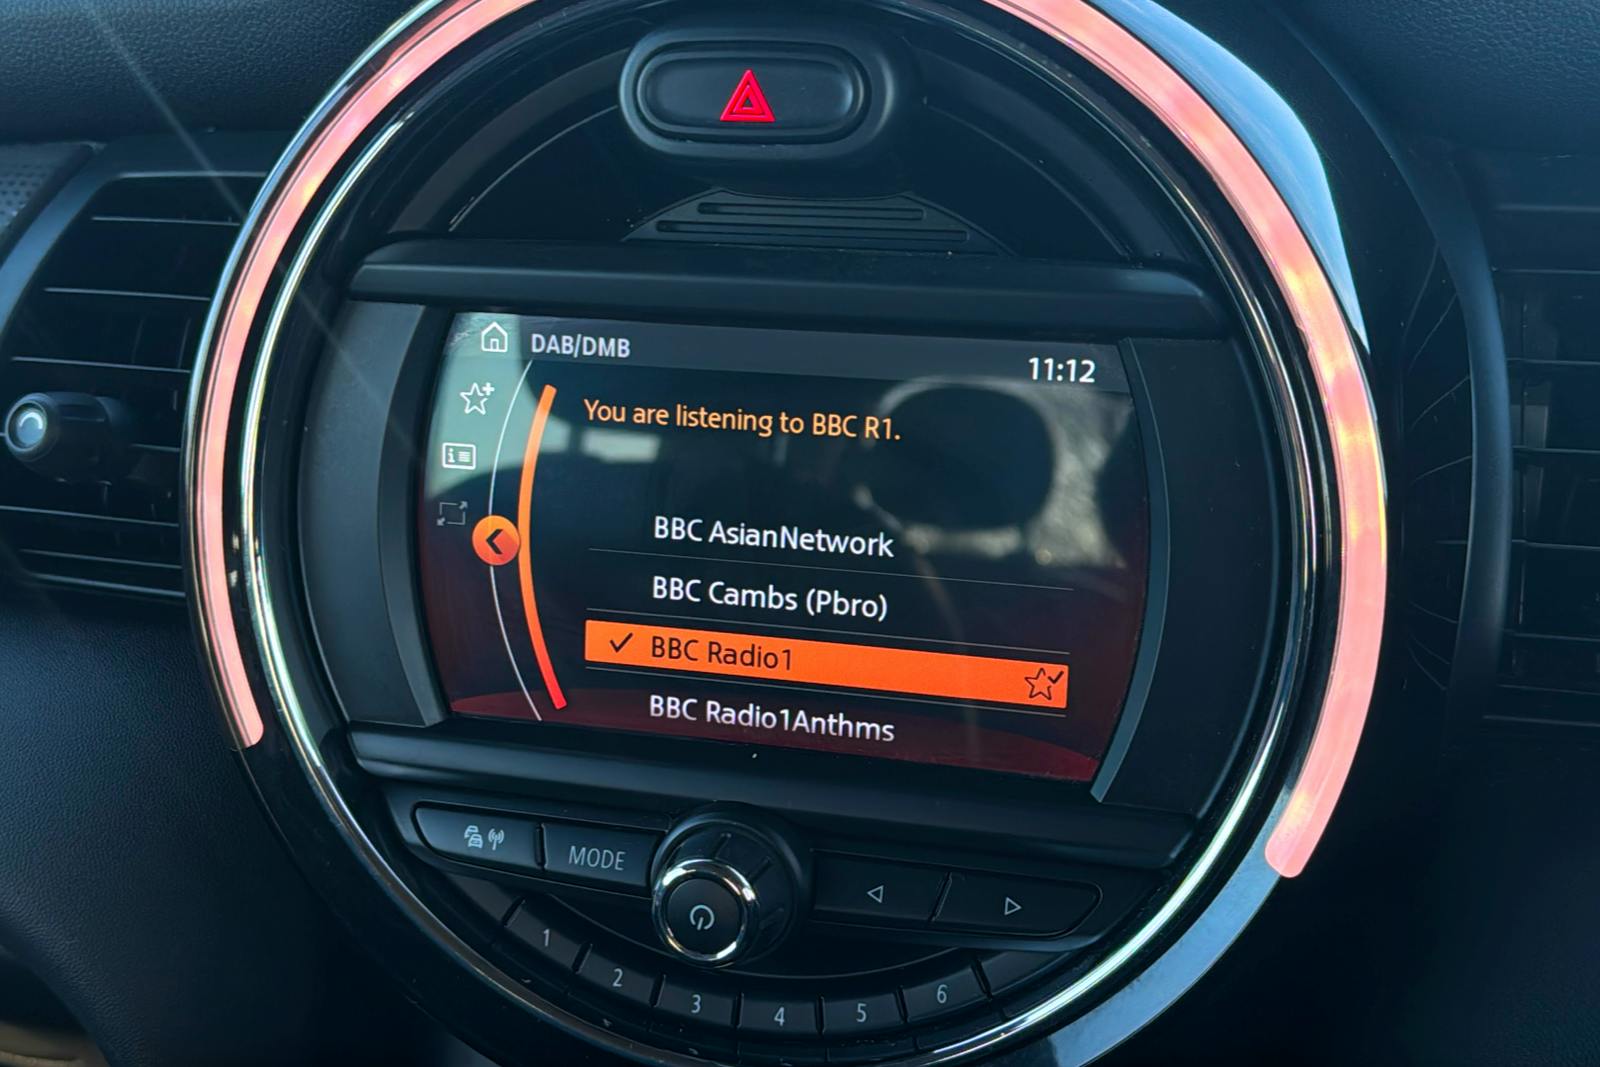 DAB/DMB
11:12
You are listening to BBC R1.
BBC AsianNetwork
BBC Cambs (Pbro)
BBC Radio1
BBC Radio1Anthms
MODE
1
2
3
4
5
6